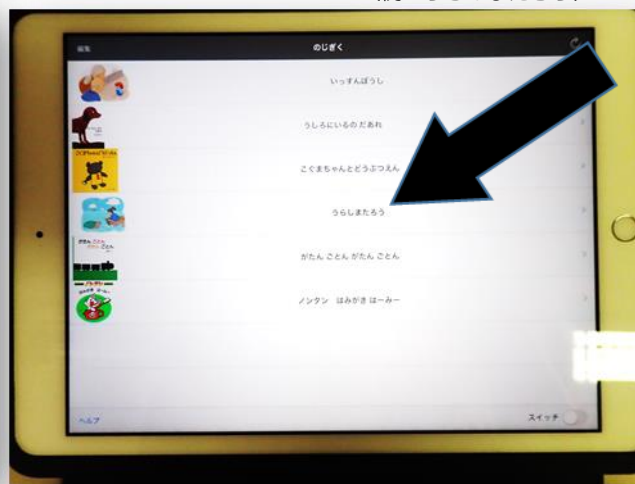 編集
のじぎく
いっすんぼうし
うしろにいるの だあれ
こぐまちゃんとどうぶつえん
うらしまたろう
がたん ごとん がたん ごとん
ノンタン はみがき はーみー
ヘルプ
スイッチ